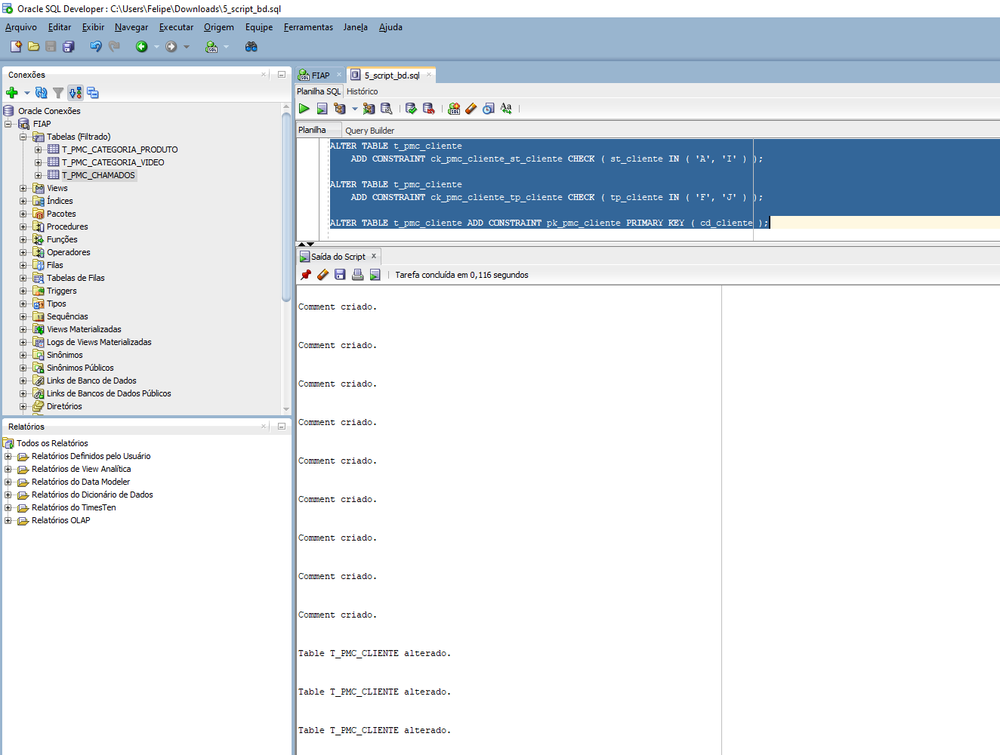 Oracle SQL Developer : C:\Users\Felipe\Downloads\5_script_bd.sql
Arquivo Editar Exibir Navegar Executar Origem Equipe Ferramentas Janela Ajuda
Conexões
Oracle Conexões
FIAP
Tabelas (Filtrado)
T_PMC_CATEGORIA_PRODUTO
T_PMC_CATEGORIA_VIDEO
T_PMC_CHAMADOS
Views
Índices
Pacotes
Procedures
Funções
Operadores
Filas
Tabelas de Filas
Triggers
Tipos
Sequências
Views Materializadas
Logs de Views Materializadas
Sinônimos
Sinônimos Públicos
Links de Banco de Dados
Links de Bancos de Dados Públicos
Diretórios
Relatórios
Todos os Relatórios
Relatórios Definidos pelo Usuário
Relatórios de View Analítica
Relatórios do Data Modeler
Relatórios do Dicionário de Dados
Relatórios do TimesTen
Relatórios OLAP
FIAP 5_script_bd.sql
Planilha SQL Histórico
Planilha Query Builder
ALTER TABLE t_pmc_cliente
ADD CONSTRAINT ck_pmc_cliente_st_cliente CHECK ( st_cliente IN ( 'A', 'I' ) );
ALTER TABLE t_pmc_cliente
ADD CONSTRAINT ck_pmc_cliente_tp_cliente CHECK ( tp_cliente IN ( 'F', 'J' ) );
ALTER TABLE t_pmc_cliente ADD CONSTRAINT pk_pmc_cliente PRIMARY KEY ( cd_cliente );
Saída do Script x
Tarefa concluída em 0,116 segundos
Comment criado.
Comment criado.
Comment criado.
Comment criado.
Comment criado.
Comment criado.
Comment criado.
Comment criado.
Comment criado.
Table T_PMC_CLIENTE alterado.
Table T_PMC_CLIENTE alterado.
Table T_PMC_CLIENTE alterado.